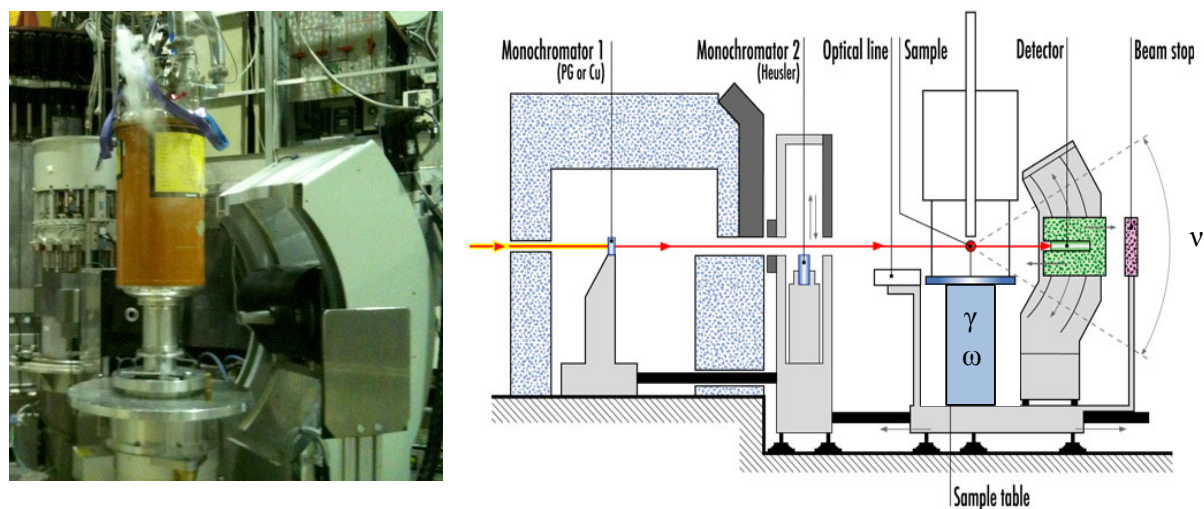 Monochromator 1
(PG or Cu)
Monochromator 2
(Heusler)
Optical line
Sample
Detector
Beam stop
ν
γ
ω
Sample table